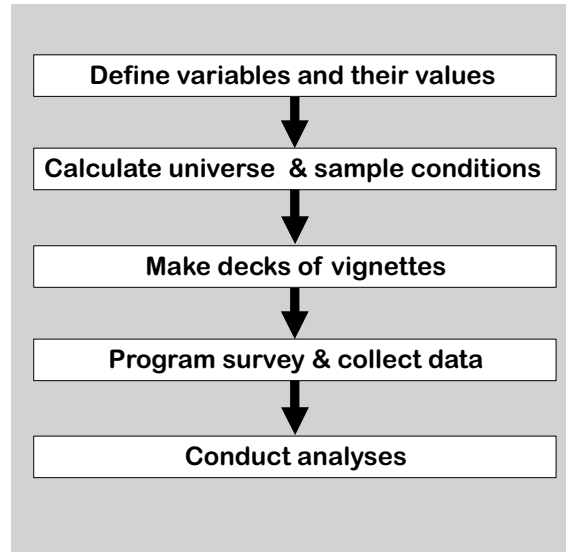 Define variables and their values
Calculate universe & sample conditions
Make decks of vignettes
Program survey & collect data
Conduct analyses